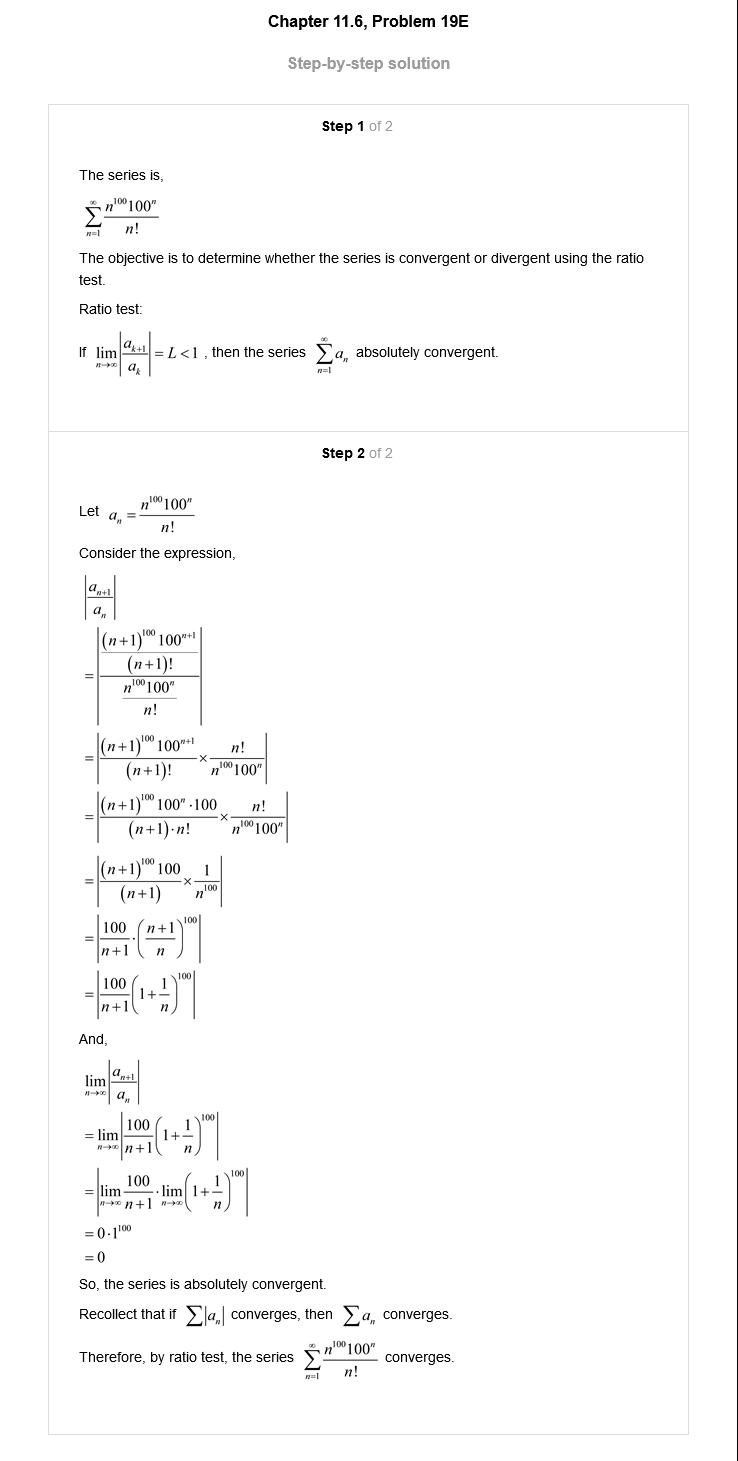 Chapter 11.6, Problem 19E
Step-by-step solution
Step 1 of 2
The series is,
$\sum_{n=1}^{\infty} \frac{n^{100} 100^n}{n!}$
The objective is to determine whether the series is convergent or divergent using the ratio
test.
Ratio test:
If $\lim_{n \to \infty} \left| \frac{a_{k+1}}{a_k} \right| = L < 1$ , then the series $\sum_{n=1}^{\infty} a_n$ absolutely convergent.
Step 2 of 2
Let $a_n = \frac{n^{100} 100^n}{n!}$
Consider the expression,
$\left| \frac{a_{n+1}}{a_n} \right|$
$= \left| \frac{\frac{(n+1)^{100} 100^{n+1}}{(n+1)!}}{\frac{n^{100} 100^n}{n!}} \right|$
$= \left| \frac{(n+1)^{100} 100^{n+1}}{(n+1)!} \times \frac{n!}{n^{100} 100^n} \right|$
$= \left| \frac{(n+1)^{100} 100^n \cdot 100}{(n+1) \cdot n!} \times \frac{n!}{n^{100} 100^n} \right|$
$= \left| \frac{(n+1)^{100} 100}{(n+1)} \times \frac{1}{n^{100}} \right|$
$= \left| \frac{100}{n+1} \cdot \left( \frac{n+1}{n} \right)^{100} \right|$
$= \left| \frac{100}{n+1} \left( 1 + \frac{1}{n} \right)^{100} \right|$
And,
$\lim_{n \to \infty} \left| \frac{a_{n+1}}{a_n} \right|$
$= \lim_{n \to \infty} \left| \frac{100}{n+1} \left( 1 + \frac{1}{n} \right)^{100} \right|$
$= \left| \lim_{n \to \infty} \frac{100}{n+1} \cdot \lim_{n \to \infty} \left( 1 + \frac{1}{n} \right)^{100} \right|$
$= 0 \cdot 1^{100}$
$= 0$
So, the series is absolutely convergent.
Recollect that if $\sum |a_n|$ converges, then $\sum a_n$ converges.
Therefore, by ratio test, the series $\sum_{n=1}^{\infty} \frac{n^{100} 100^n}{n!}$ converges.